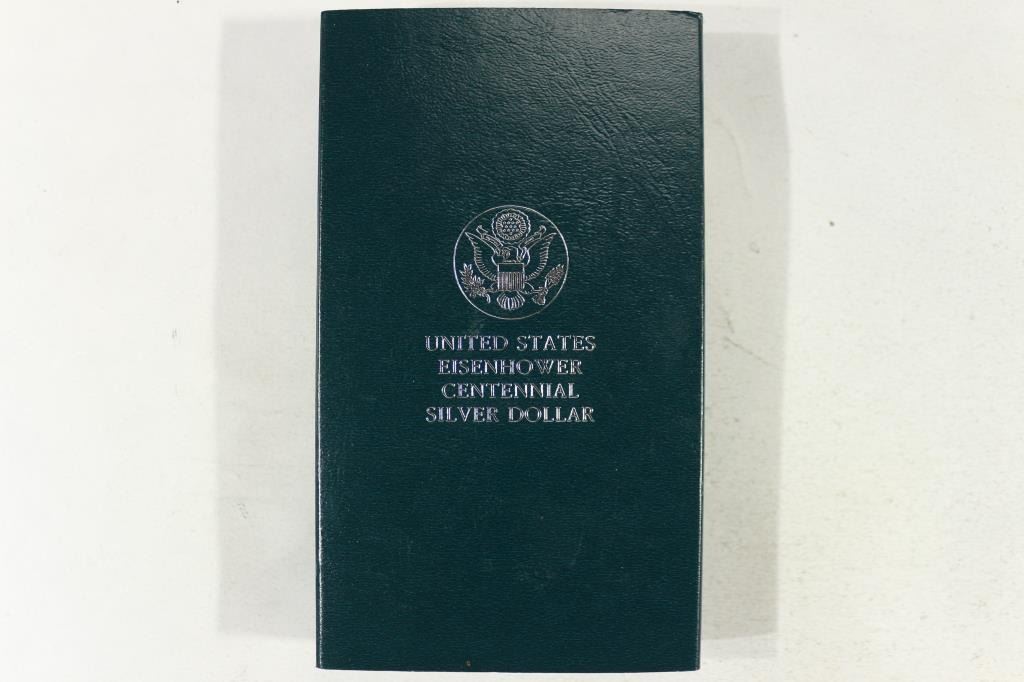 UNITED STATES
EISENHOWER
CENTENNIAL
SILVER DOLLAR